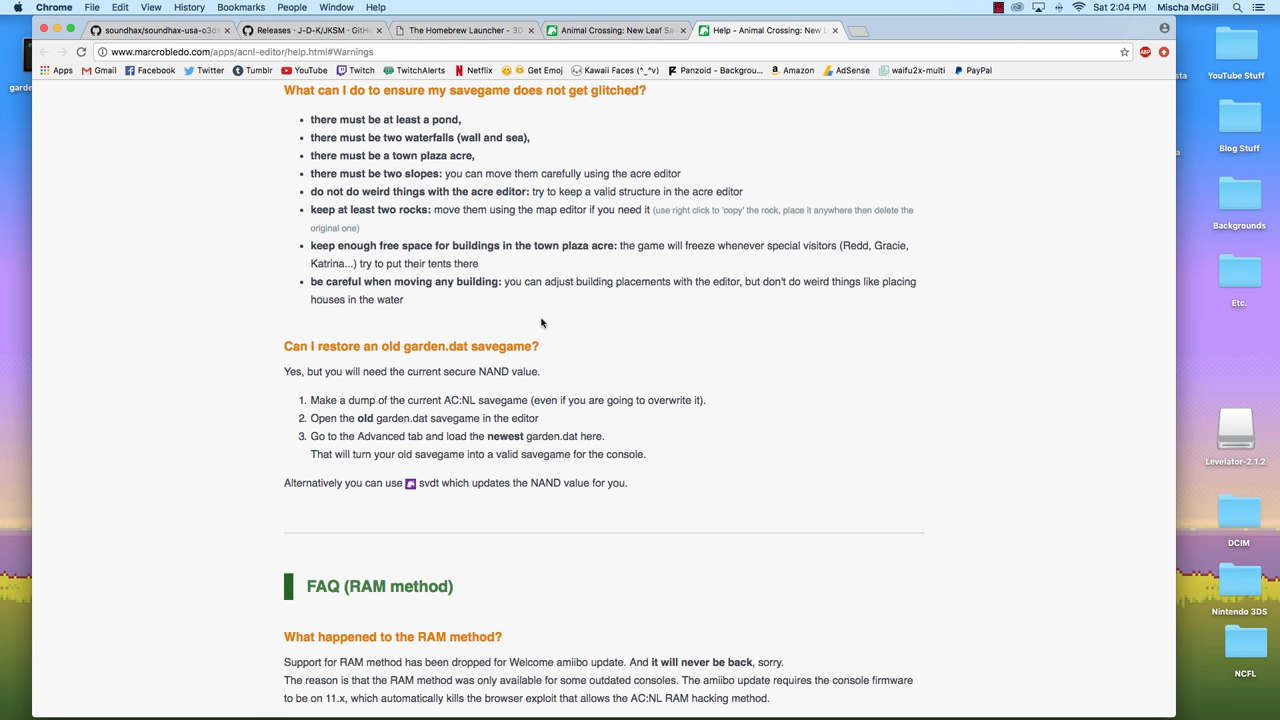 Chrome File Edit View History Bookmarks People Window Help
Sat 2:04 PM Mischa McGill
soundhax/soundhax-usa-o3d
Releases · J-D-K/JKSM · GitH
The Homebrew Launcher - 3D
Animal Crossing: New Leaf Sa
Help - Animal Crossing: New L
www.marcrobledo.com/apps/acnl-editor/help.html#Warnings
Apps Gmail Facebook Twitter Tumblr YouTube Twitch TwitchAlerts Netflix Get Emoj Kawaii Faces (^_^v) Panzoid - Backgrou... Amazon AdSense waifu2x-multi PayPal
What can I do to ensure my savegame does not get glitched?
• there must be at least a pond,
• there must be two waterfalls (wall and sea),
• there must be a town plaza acre,
• there must be two slopes: you can move them carefully using the acre editor
• do not do weird things with the acre editor: try to keep a valid structure in the acre editor
• keep at least two rocks: move them using the map editor if you need it (use right click to 'copy' the rock, place it anywhere then delete the
original one)
• keep enough free space for buildings in the town plaza acre: the game will freeze whenever special visitors (Redd, Gracie,
Katrina...) try to put their tents there
• be careful when moving any building: you can adjust building placements with the editor, but don't do weird things like placing
houses in the water
Can I restore an old garden.dat savegame?
Yes, but you will need the current secure NAND value.
1. Make a dump of the current AC:NL savegame (even if you are going to overwrite it).
2. Open the old garden.dat savegame in the editor
3. Go to the Advanced tab and load the newest garden.dat here.
That will turn your old savegame into a valid savegame for the console.
Alternatively you can use svdt which updates the NAND value for you.
FAQ (RAM method)
What happened to the RAM method?
Support for RAM method has been dropped for Welcome amiibo update. And it will never be back, sorry.
The reason is that the RAM method was only available for some outdated consoles. The amiibo update requires the console firmware
to be on 11.x, which automatically kills the browser exploit that allows the AC:NL RAM hacking method.
garde
YouTube Stuff
Blog Stuff
Backgrounds
Etc.
Levelator-2.1.2
DCIM
Nintendo 3DS
NCFL